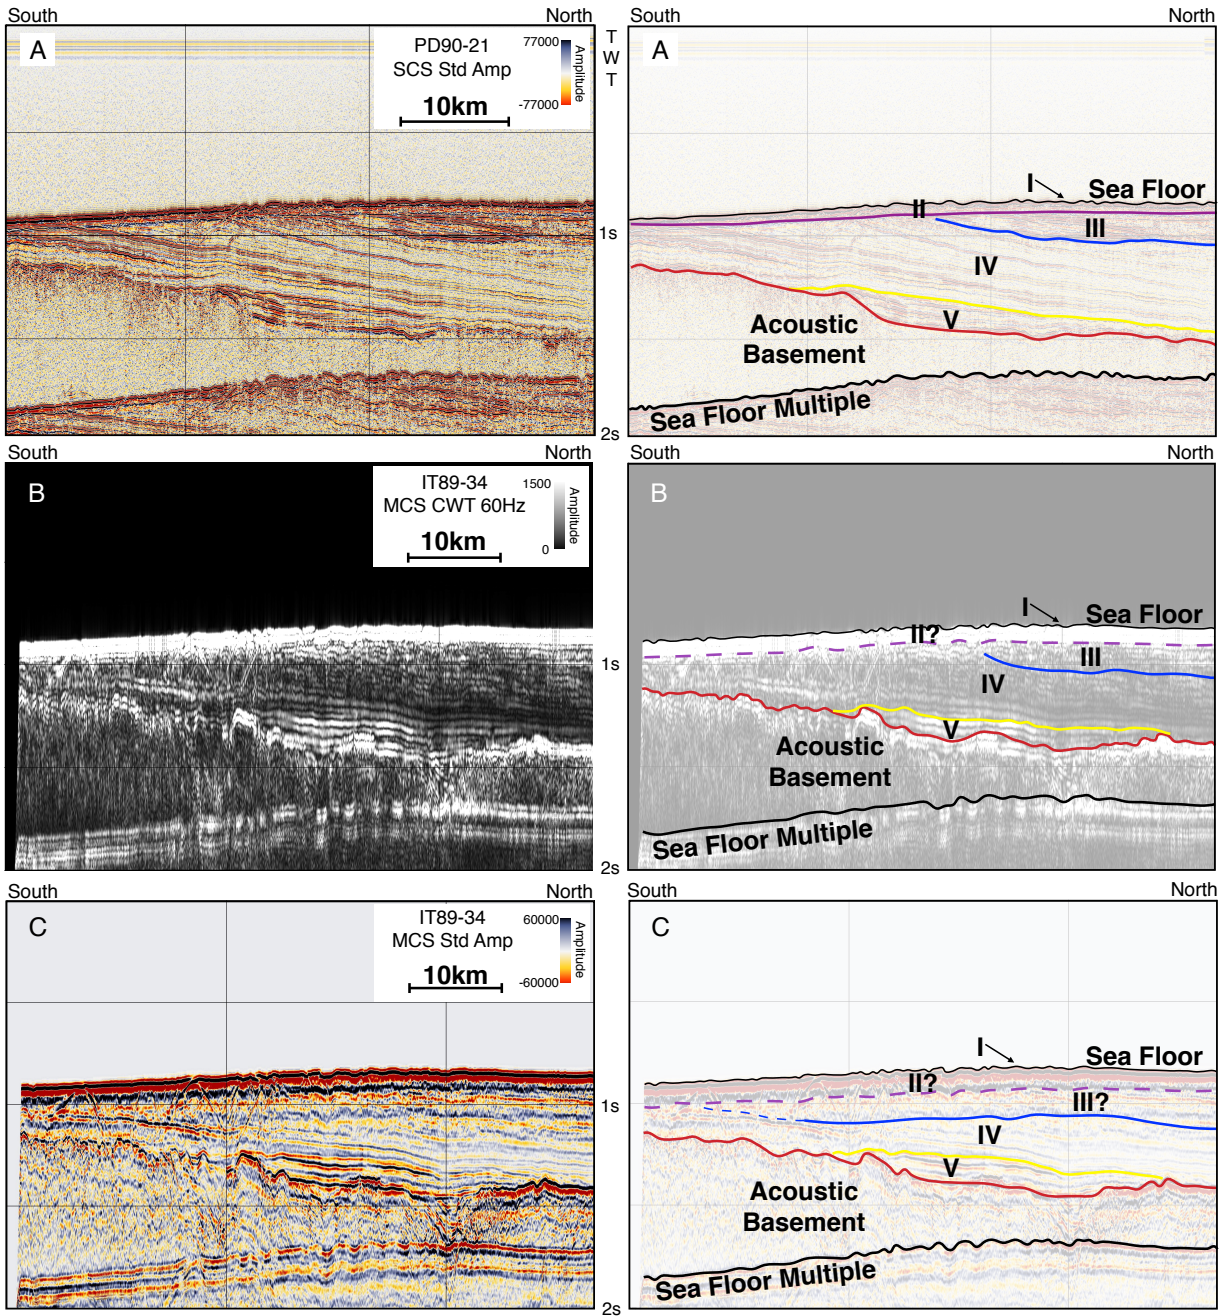 South
North
South
North
A
PD90-21
SCS Std Amp
10km
77000
-77000
Amplitude
T
W
T
1s
2s
A
I
Sea Floor
II
III
IV
V
Acoustic
Basement
Sea Floor Multiple
South
North
South
North
B
IT89-34
MCS CWT 60Hz
10km
1500
0
Amplitude
1s
2s
B
I
Sea Floor
II?
III
IV
V
Acoustic
Basement
Sea Floor Multiple
South
North
South
North
C
IT89-34
MCS Std Amp
10km
60000
-60000
Amplitude
1s
2s
C
I
Sea Floor
II?
III?
IV
V
Acoustic
Basement
Sea Floor Multiple